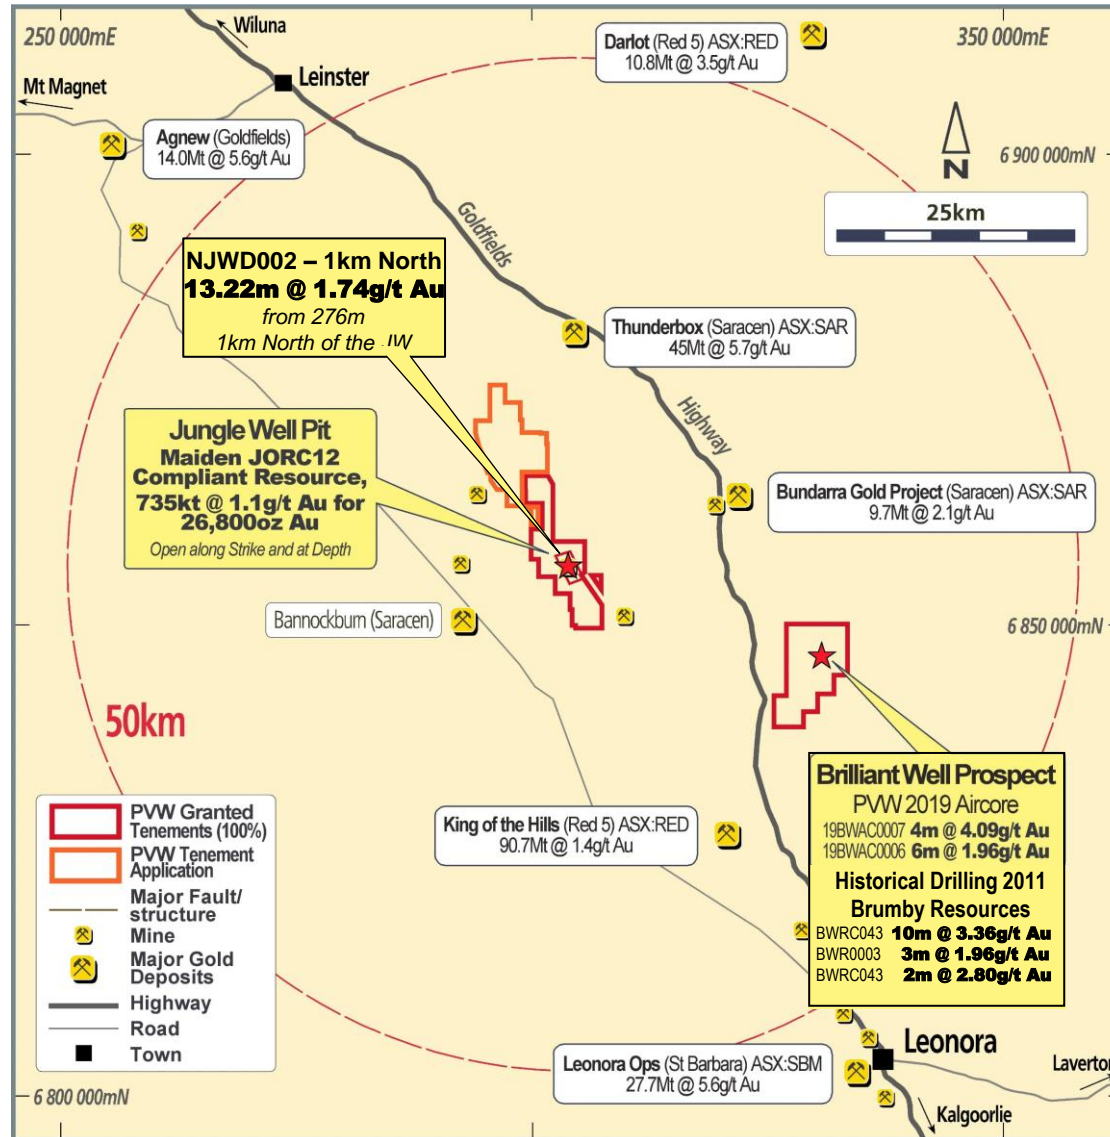 250 000mE
Wiluna
Darlot (Red 5) ASX:RED
10.8Mt @ 3.5g/t Au
350 000mE
Mt Magnet
Leinster
Agnew (Goldfields)
14.0Mt @ 5.6g/t Au
N
6 900 000mN
25km
Goldfields
NJWD002 – 1km North
13.22m @ 1.74g/t Au
from 276m
1km North of the JW
Thunderbox (Saracen) ASX:SAR
45Mt @ 5.7g/t Au
Highway
Jungle Well Pit
Maiden JORC12
Compliant Resource,
735kt @ 1.1g/t Au for
26,800oz Au
Open along Strike and at Depth
Bundarra Gold Project (Saracen) ASX:SAR
9.7Mt @ 2.1g/t Au
Bannockburn (Saracen)
6 850 000mN
50km
Brilliant Well Prospect
PVW 2019 Aircore
19BWAC0007 4m @ 4.09g/t Au
19BWAC0006 6m @ 1.96g/t Au
Historical Drilling 2011
Brumby Resources
BWRC043 10m @ 3.36g/t Au
BWR0003 3m @ 1.96g/t Au
BWRC043 2m @ 2.80g/t Au
King of the Hills (Red 5) ASX:RED
90.7Mt @ 1.4g/t Au
PVW Granted
Tenements (100%)
PVW Tenement
Application
Major Fault/
structure
Mine
Major Gold
Deposits
Highway
Road
Town
Leonora
Leonora Ops (St Barbara) ASX:SBM
27.7Mt @ 5.6g/t Au
Laverton
6 800 000mN
Kalgoorlie